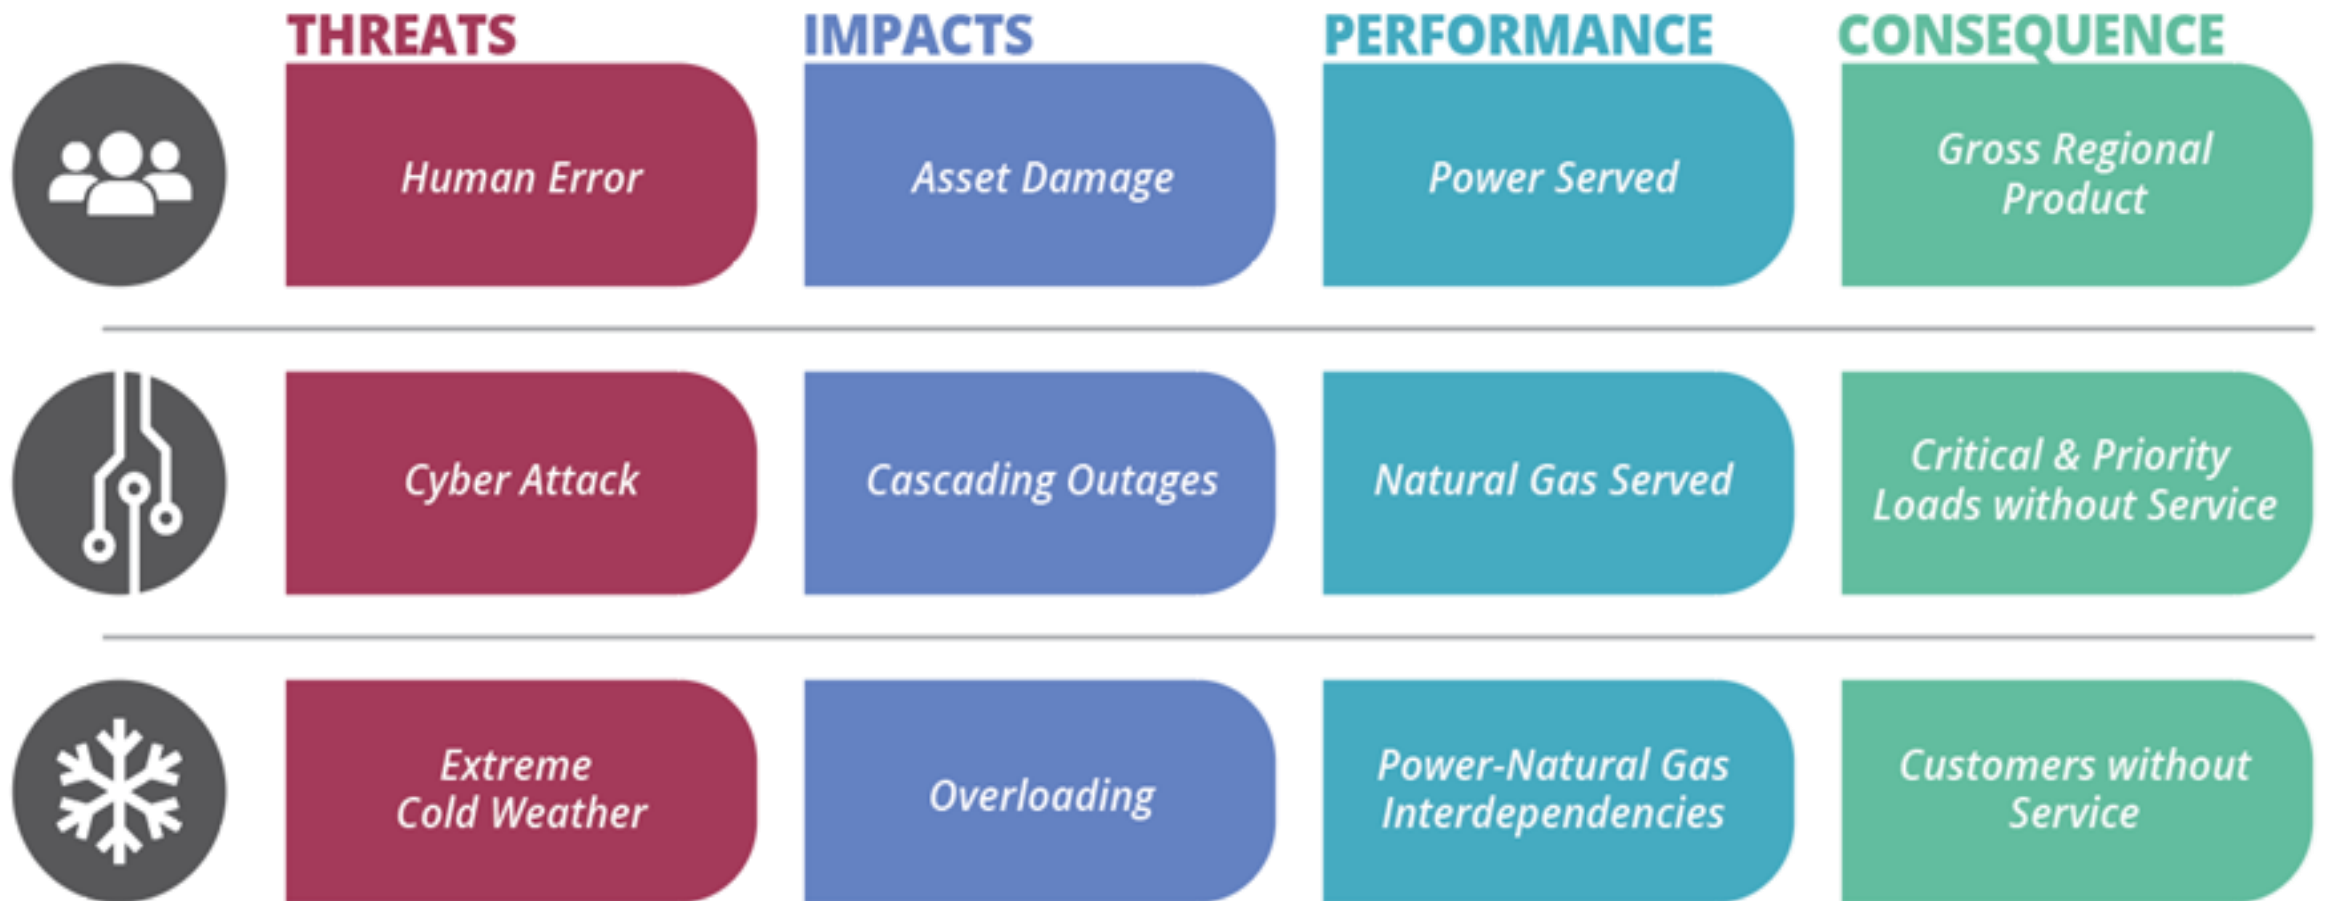 THREATS
IMPACTS
PERFORMANCE
CONSEQUENCE
Human Error
Asset Damage
Power Served
Gross Regional
Product
Cyber Attack
Cascading Outages
Natural Gas Served
Critical & Priority
Loads without Service
Extreme
Cold Weather
Overloading
Power-Natural Gas
Interdependencies
Customers without
Service